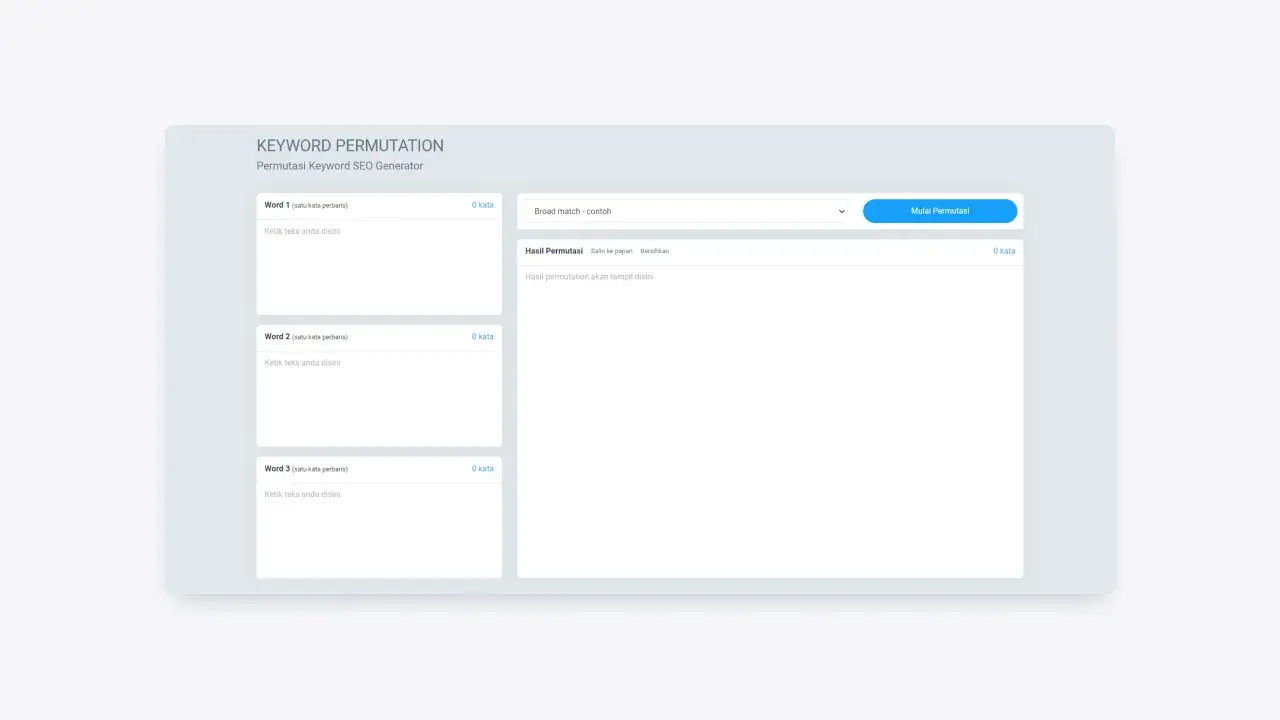 KEYWORD PERMUTATION
Permutasi Keyword SEO Generator
Word 1 (satu kata perbaris) 0 kata
Ketik teks anda disini
Word 2 (satu kata perbaris) 0 kata
Ketik teks anda disini
Word 3 (satu kata perbaris) 0 kata
Ketik teks anda disini
Broad match - contoh
Mulai Permutasi
Hasil Permutasi Salin ke papan Bersihkan 0 kata
Hasil permutation akan tampil disini